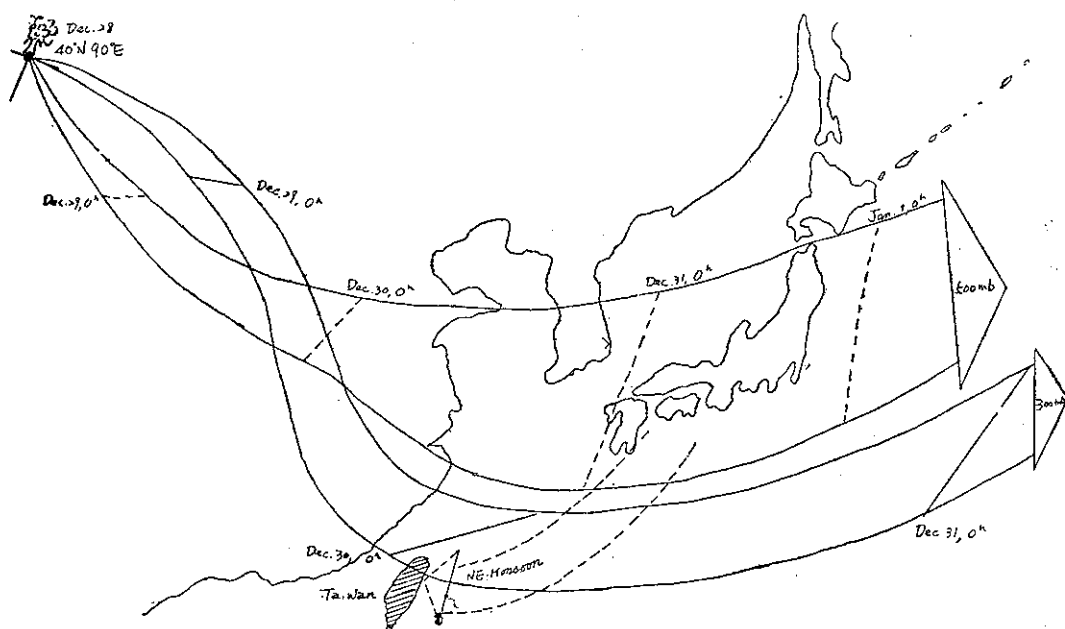 Dec. 28
40°N 90°E
Dec. 29, 0h
Dec. 29, 0h
Dec. 30, 0h
Dec. 31, 0h
Jan. 1, 0h
500mb
300mb
Dec. 30, 0h
Dec 31, 0h
NE. Monsoon
Taiwan